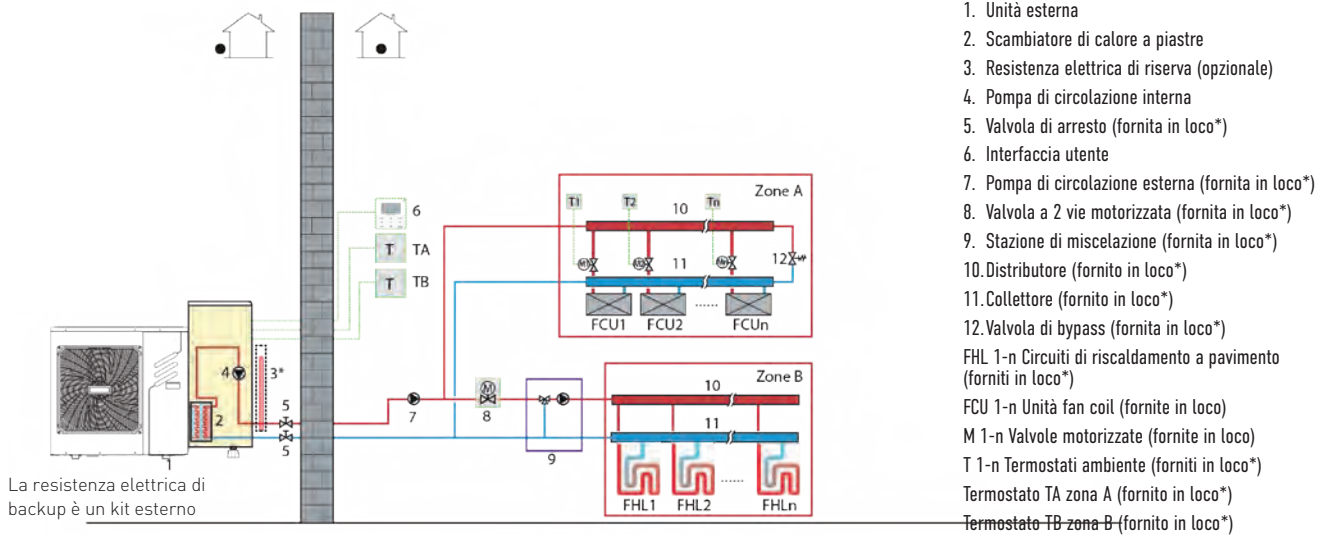 1. Unità esterna
2. Scambiatore di calore a piastre
3. Resistenza elettrica di riserva (opzionale)
4. Pompa di circolazione interna
5. Valvola di arresto (fornita in loco*)
6. Interfaccia utente
7. Pompa di circolazione esterna (fornita in loco*)
8. Valvola a 2 vie motorizzata (fornita in loco*)
9. Stazione di miscelazione (fornita in loco*)
10. Distributore (fornito in loco*)
11. Collettore (fornito in loco*)
12. Valvola di bypass (fornita in loco*)
FHL 1-n Circuiti di riscaldamento a pavimento
(forniti in loco*)
FCU 1-n Unità fan coil (fornite in loco)
M 1-n Valvole motorizzate (fornite in loco)
T 1-n Termostati ambiente (forniti in loco*)
Termostato TA zona A (fornito in loco*)
Termostato TB zona B (fornito in loco*)
Zone A
T1 T2 Tn
10
6
T TA
M1 M2 Mn
12
11
T TB
FCU1 FCU2 ...... FCUn
4
3*
Zone B
10
M
5
7
8
2
11
5
9
1
FHL1 FHL2 ...... FHLn
La resistenza elettrica di
backup è un kit esterno